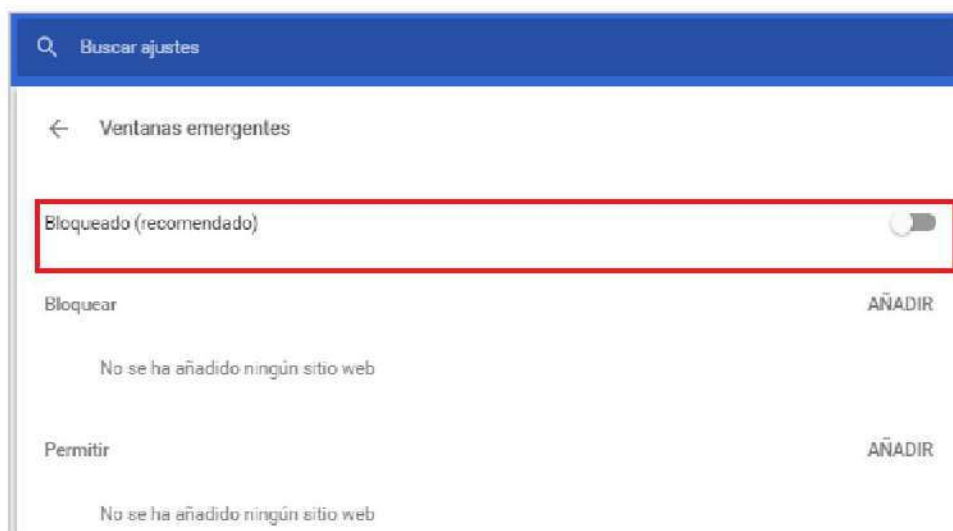 Buscar ajustes
Ventanas emergentes
Bloqueado (recomendado)
Bloquear
AÑADIR
No se ha añadido ningún sitio web
Permitir
AÑADIR
No se ha añadido ningún sitio web